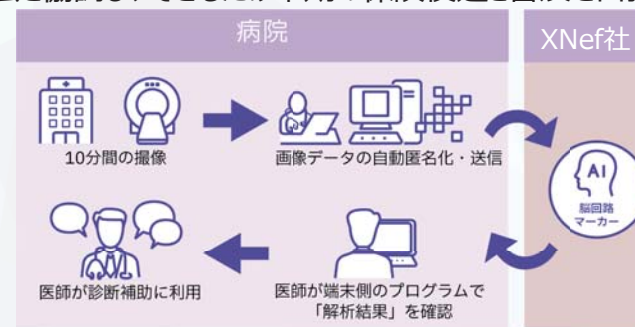 病院
XNef社
10分間の撮像
画像データの自動匿名化・送信
AI
脳回路
マーカー
医師が診断補助に利用
医師が端末側のプログラムで
「解析結果」を確認